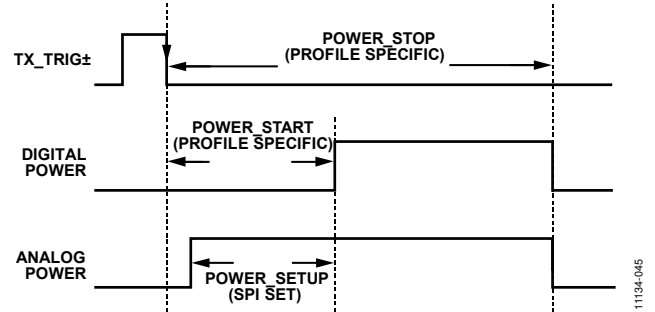 TX_TRIG±
POWER_STOP
(PROFILE SPECIFIC)
POWER_START
(PROFILE SPECIFIC)
DIGITAL
POWER
ANALOG
POWER
POWER_SETUP
(SPI SET)
11134-045